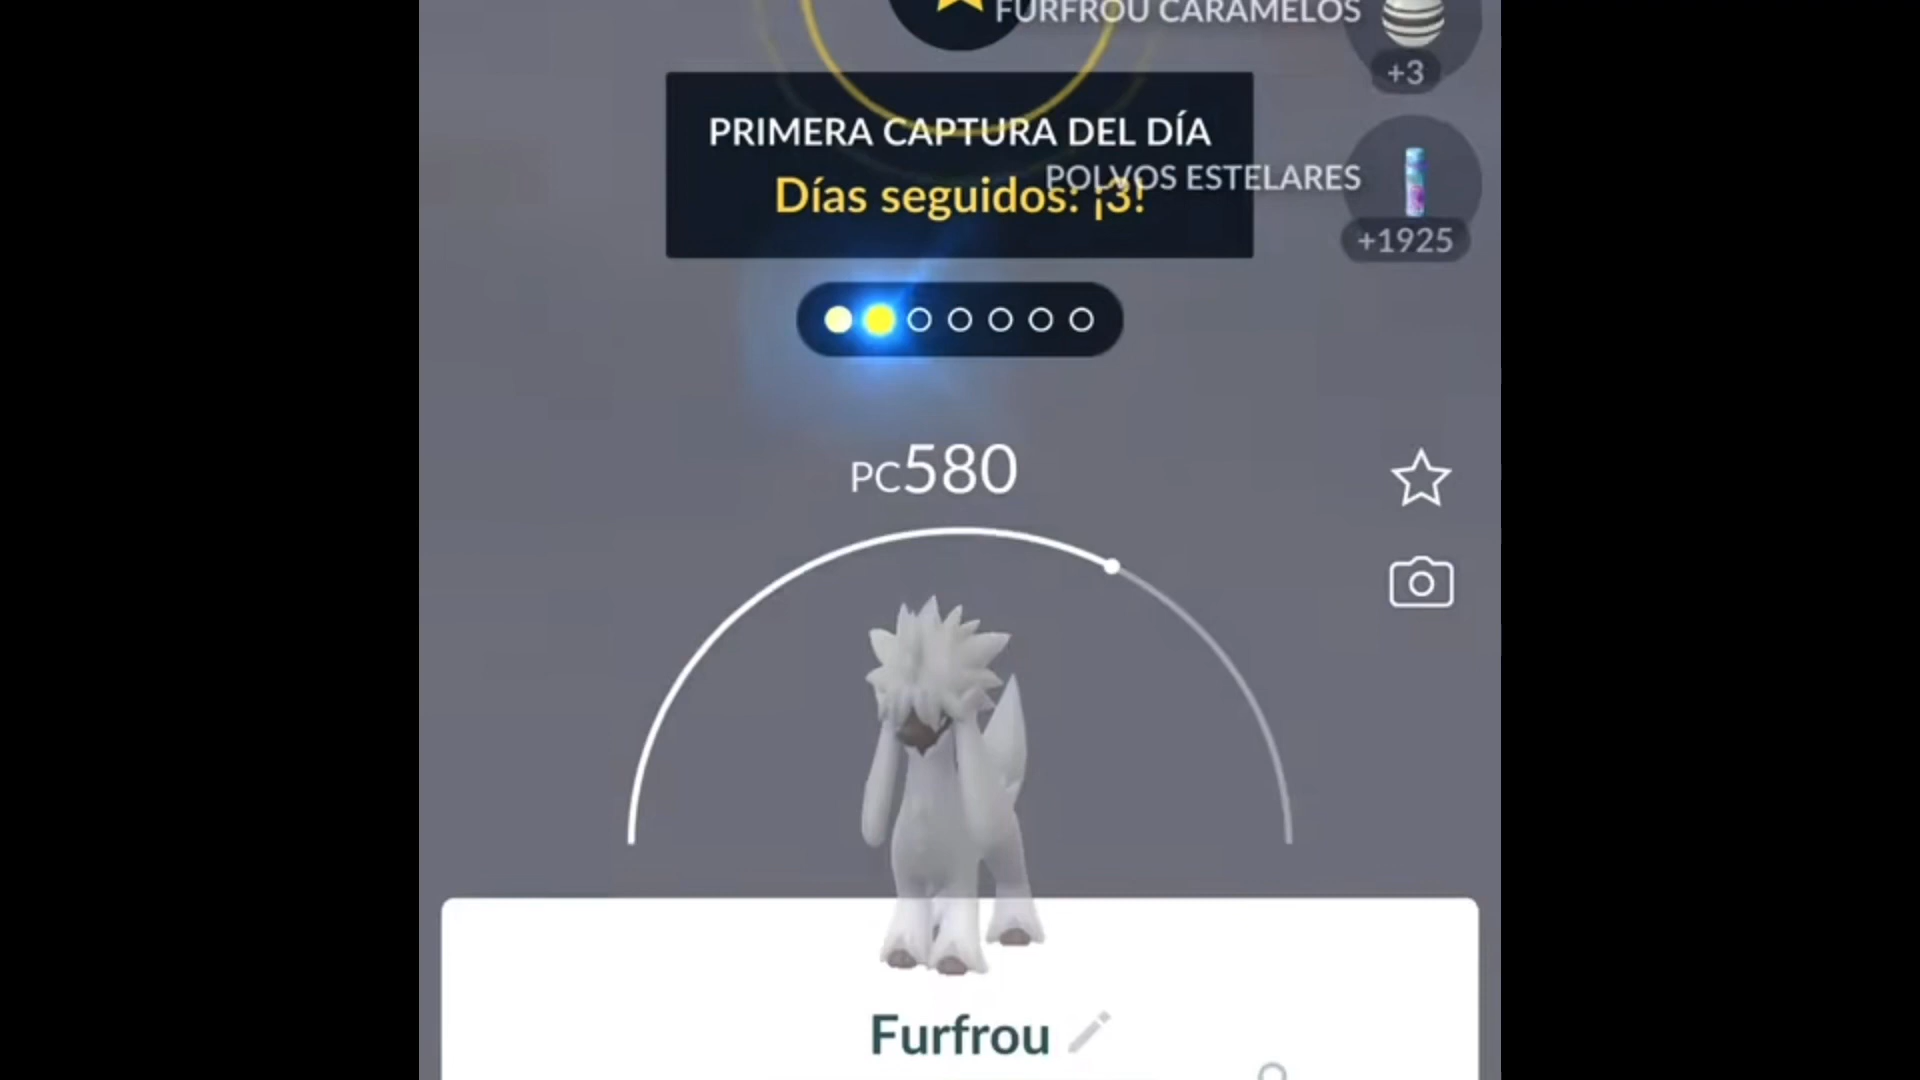 FURFROU CARAMELOS
+3
PRIMERA CAPTURA DEL DÍA
Días seguidos: ¡3!
POLVOS ESTELARES
+1925
PC580
Furfrou